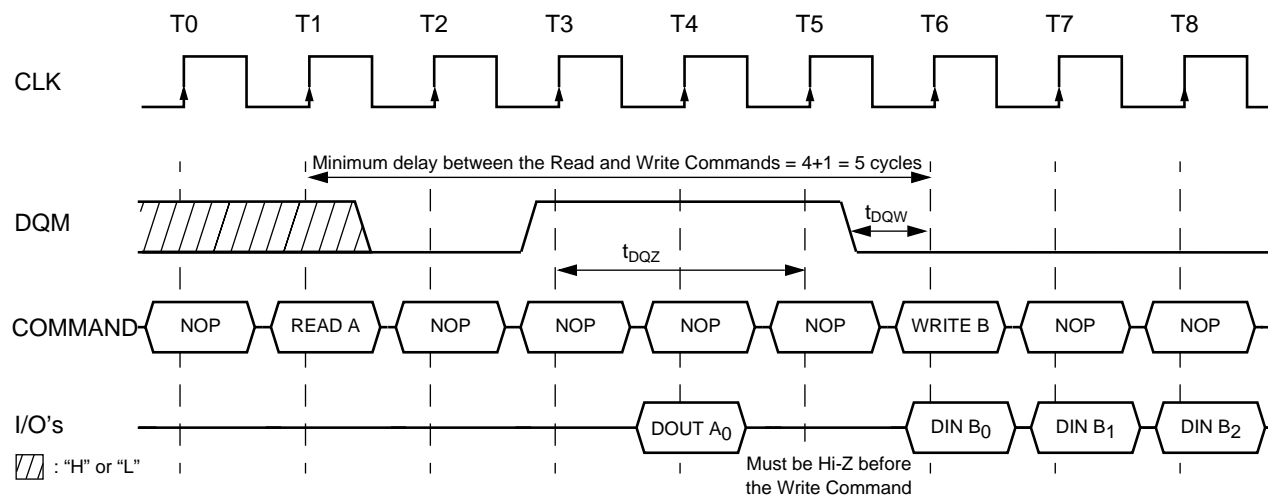 T0 T1 T2 T3 T4 T5 T6 T7 T8
CLK
Minimum delay between the Read and Write Commands = 4+1 = 5 cycles
DQM
tDQW
tDQZ
COMMAND NOP READ A NOP NOP NOP NOP WRITE B NOP NOP
I/O's DOUT A0 DIN B0 DIN B1 DIN B2
: “H” or “L”
Must be Hi-Z before
the Write Command